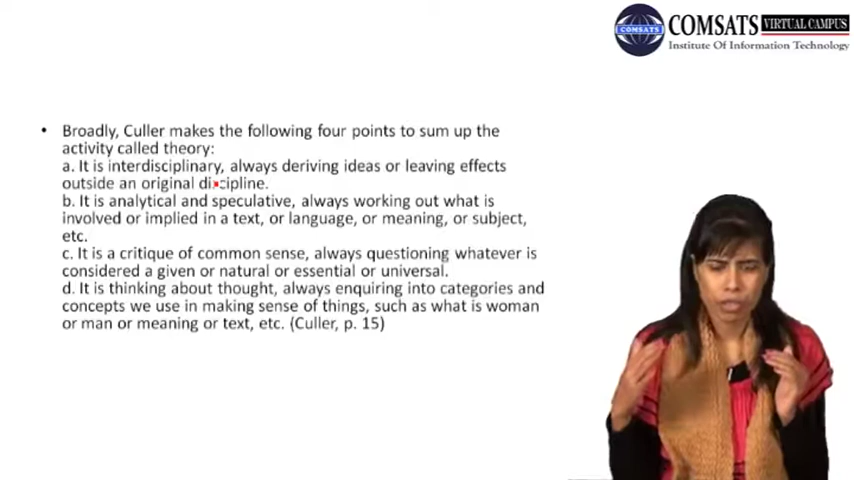 COMSATS
COMSATS VIRTUAL CAMPUS
Institute Of Information Technology
• Broadly, Culler makes the following four points to sum up the
activity called theory:
a. It is interdisciplinary, always deriving ideas or leaving effects
outside an original discipline.
b. It is analytical and speculative, always working out what is
involved or implied in a text, or language, or meaning, or subject,
etc.
c. It is a critique of common sense, always questioning whatever is
considered a given or natural or essential or universal.
d. It is thinking about thought, always enquiring into categories and
concepts we use in making sense of things, such as what is woman
or man or meaning or text, etc. (Culler, p. 15)